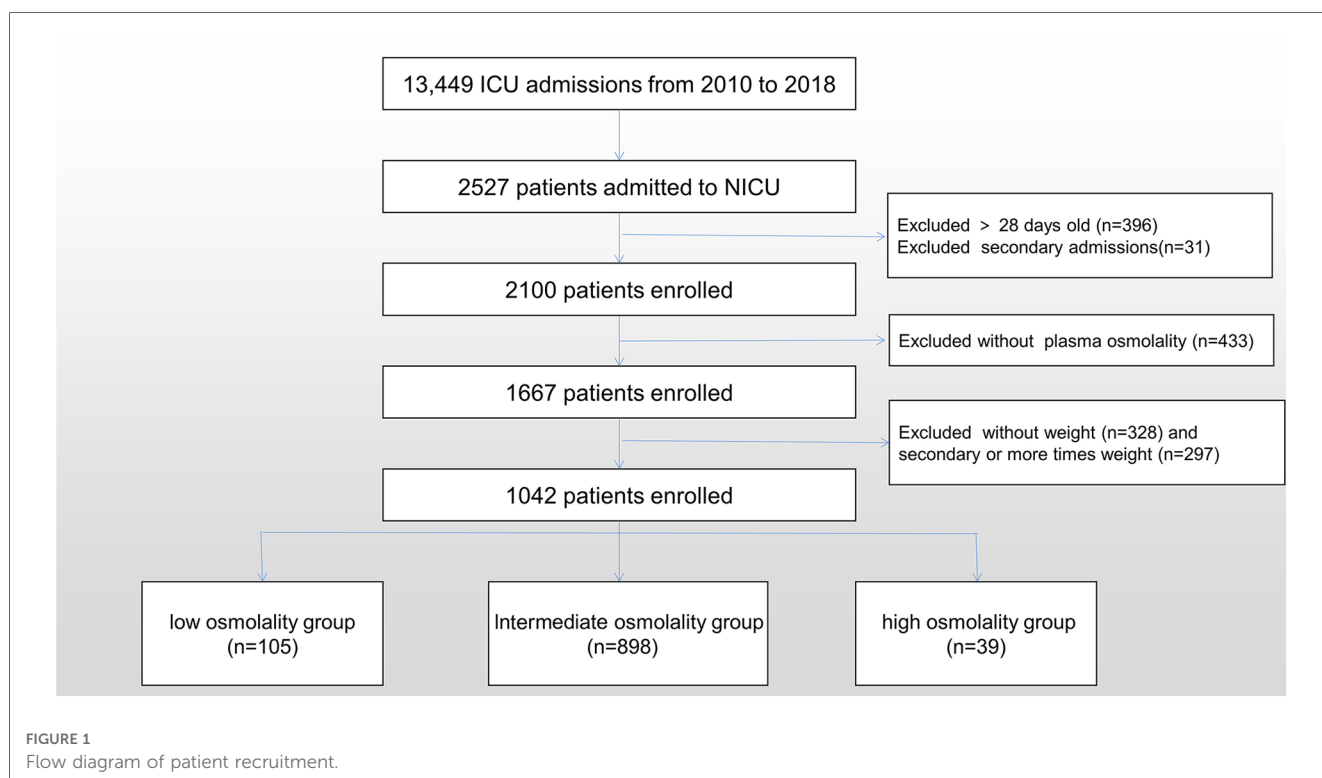 13,449 ICU admissions from 2010 to 2018
2527 patients admitted to NICU
Excluded > 28 days old (n=396)
Excluded secondary admissions(n=31)
2100 patients enrolled
Excluded without plasma osmolality (n=433)
1667 patients enrolled
Excluded without weight (n=328) and
secondary or more times weight (n=297)
1042 patients enrolled
low osmolality group
(n=105)
Intermediate osmolality group
(n=898)
high osmolality group
(n=39)
FIGURE 1
Flow diagram of patient recruitment.